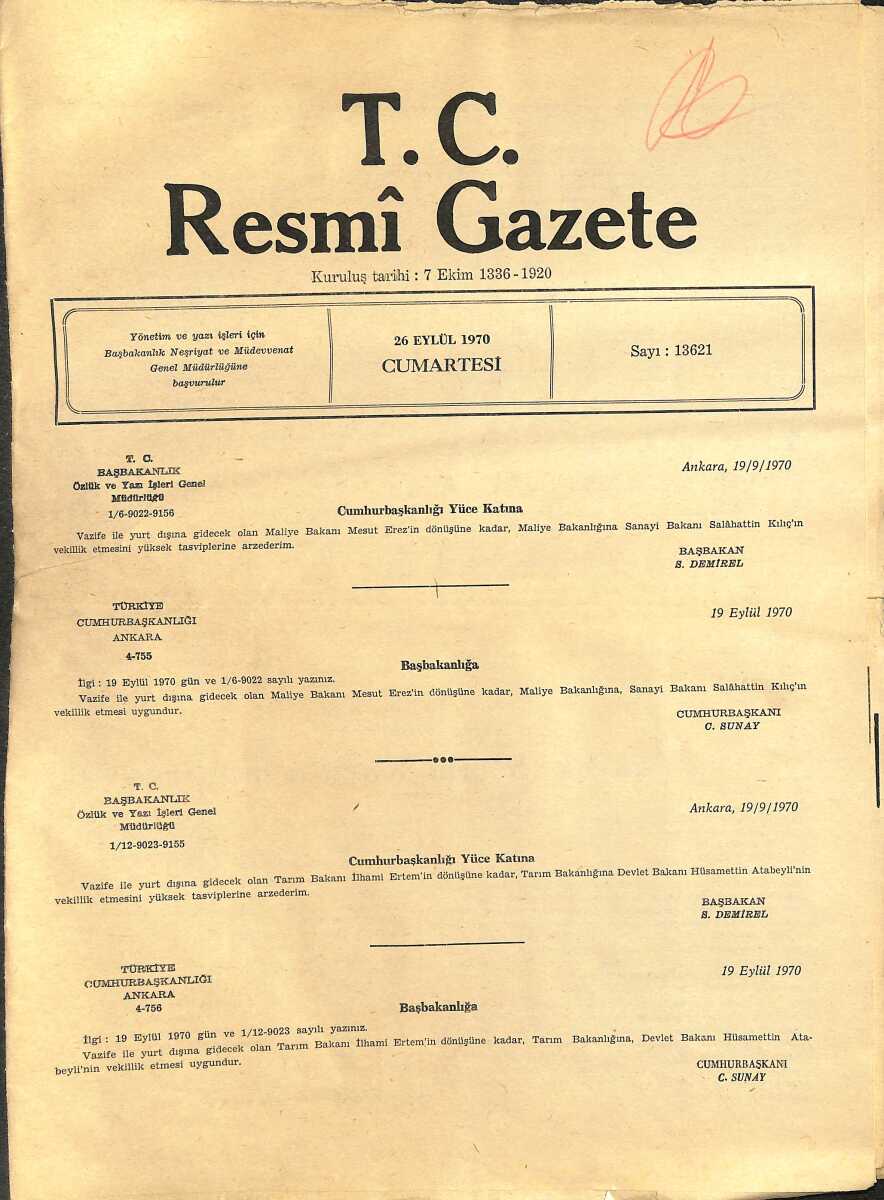 T. C.
Resmî Gazete
Kuruluş tarihi : 7 Ekim 1336-1920
Yönetim ve yazı işleri için
Başbakanlık Neşriyat ve Müdevvenat
Genel Müdürlüğüne
başvurulur
26 EYLÜL 1970
CUMARTESİ
Sayı : 13621
T. C.
BAŞBAKANLIK
Özlük ve Yazı İşleri Genel
Müdürlüğü
1/6-9022-9156
Ankara, 19/9/1970
Cumhurbaşkanlığı Yüce Katına
Vazife ile yurt dışına gidecek olan Maliye Bakanı Mesut Erez'in dönüşüne kadar, Maliye Bakanlığına Sanayi Bakanı Salâhattin Kılıç'ın
vekillik etmesini yüksek tasviplerine arzederim.
BAŞBAKAN
S. DEMİREL
TÜRKİYE
CUMHURBAŞKANLIĞI
ANKARA
4-755
19 Eylül 1970
Başbakanlığa
İlgi : 19 Eylül 1970 gün ve 1/6-9022 sayılı yazınız.
Vazife ile yurt dışına gidecek olan Maliye Bakanı Mesut Erez'in dönüşüne kadar, Maliye Bakanlığına, Sanayi Bakanı Salâhattin Kılıç'ın
vekillik etmesi uygundur.
CUMHURBAŞKANI
C. SUNAY
T. C.
BAŞBAKANLIK
Özlük ve Yazı İşleri Genel
Müdürlüğü
1/12-9023-9155
Ankara, 19/9/1970
Cumhurbaşkanlığı Yüce Katına
Vazife ile yurt dışına gidecek olan Tarım Bakanı İlhami Ertem'in dönüşüne kadar, Tarım Bakanlığına Devlet Bakanı Hüsamettin Atabeyli'nin
vekillik etmesini yüksek tasviplerine arzederim.
BAŞBAKAN
S. DEMİREL
TÜRKİYE
CUMHURBAŞKANLIĞI
ANKARA
4-756
19 Eylül 1970
Başbakanlığa
İlgi : 19 Eylül 1970 gün ve 1/12-9023 sayılı yazınız.
Vazife ile yurt dışına gidecek olan Tarım Bakanı İlhami Ertem'in dönüşüne kadar, Tarım Bakanlığına, Devlet Bakanı Hüsamettin Ata-
beyli'nin vekillik etmesi uygundur.
CUMHURBAŞKANI
C. SUNAY